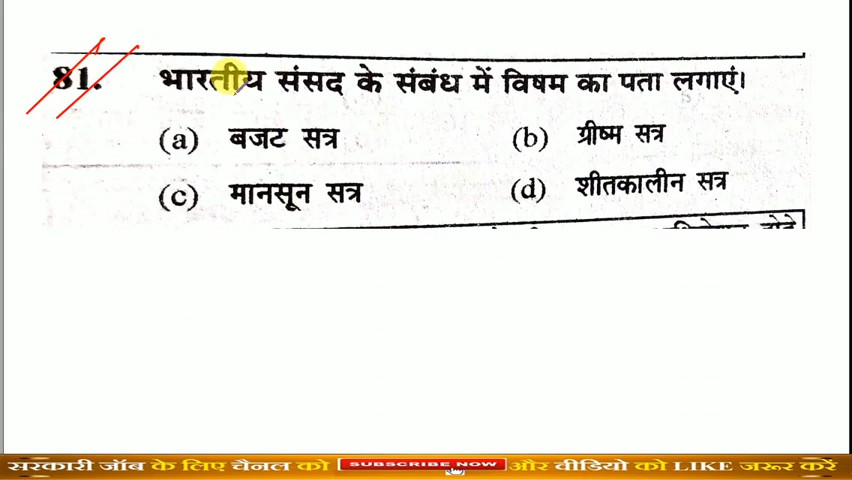 81. भारतीय संसद के संबंध में विषम का पता लगाएं।
(a) बजट सत्र (b) ग्रीष्म सत्र
(c) मानसून सत्र (d) शीतकालीन सत्र
सरकारी जॉब के लिए चैनल को SUBSCRIBE NOW और वीडियो को LIKE जरूर करें